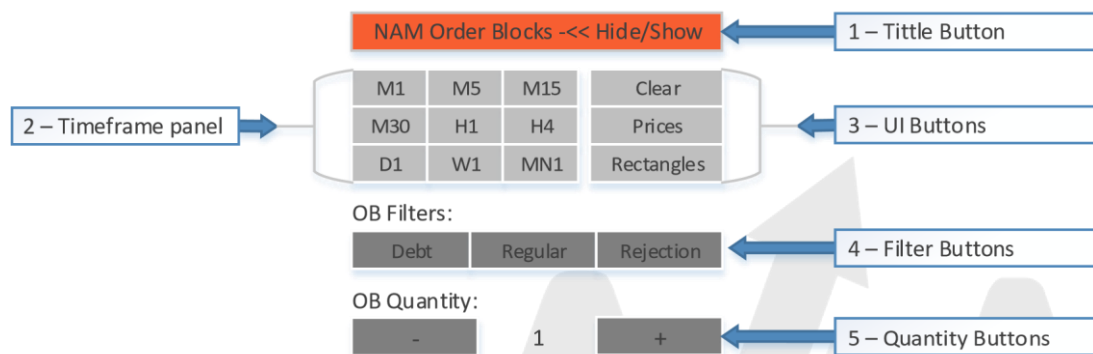 NAM Order Blocks -<< Hide/Show
1 – Tittle Button
M1 M5 M15 Clear
2 – Timeframe panel
M30 H1 H4 Prices
3 – UI Buttons
D1 W1 MN1 Rectangles
OB Filters:
Debt Regular Rejection
4 – Filter Buttons
OB Quantity:
- 1 +
5 – Quantity Buttons